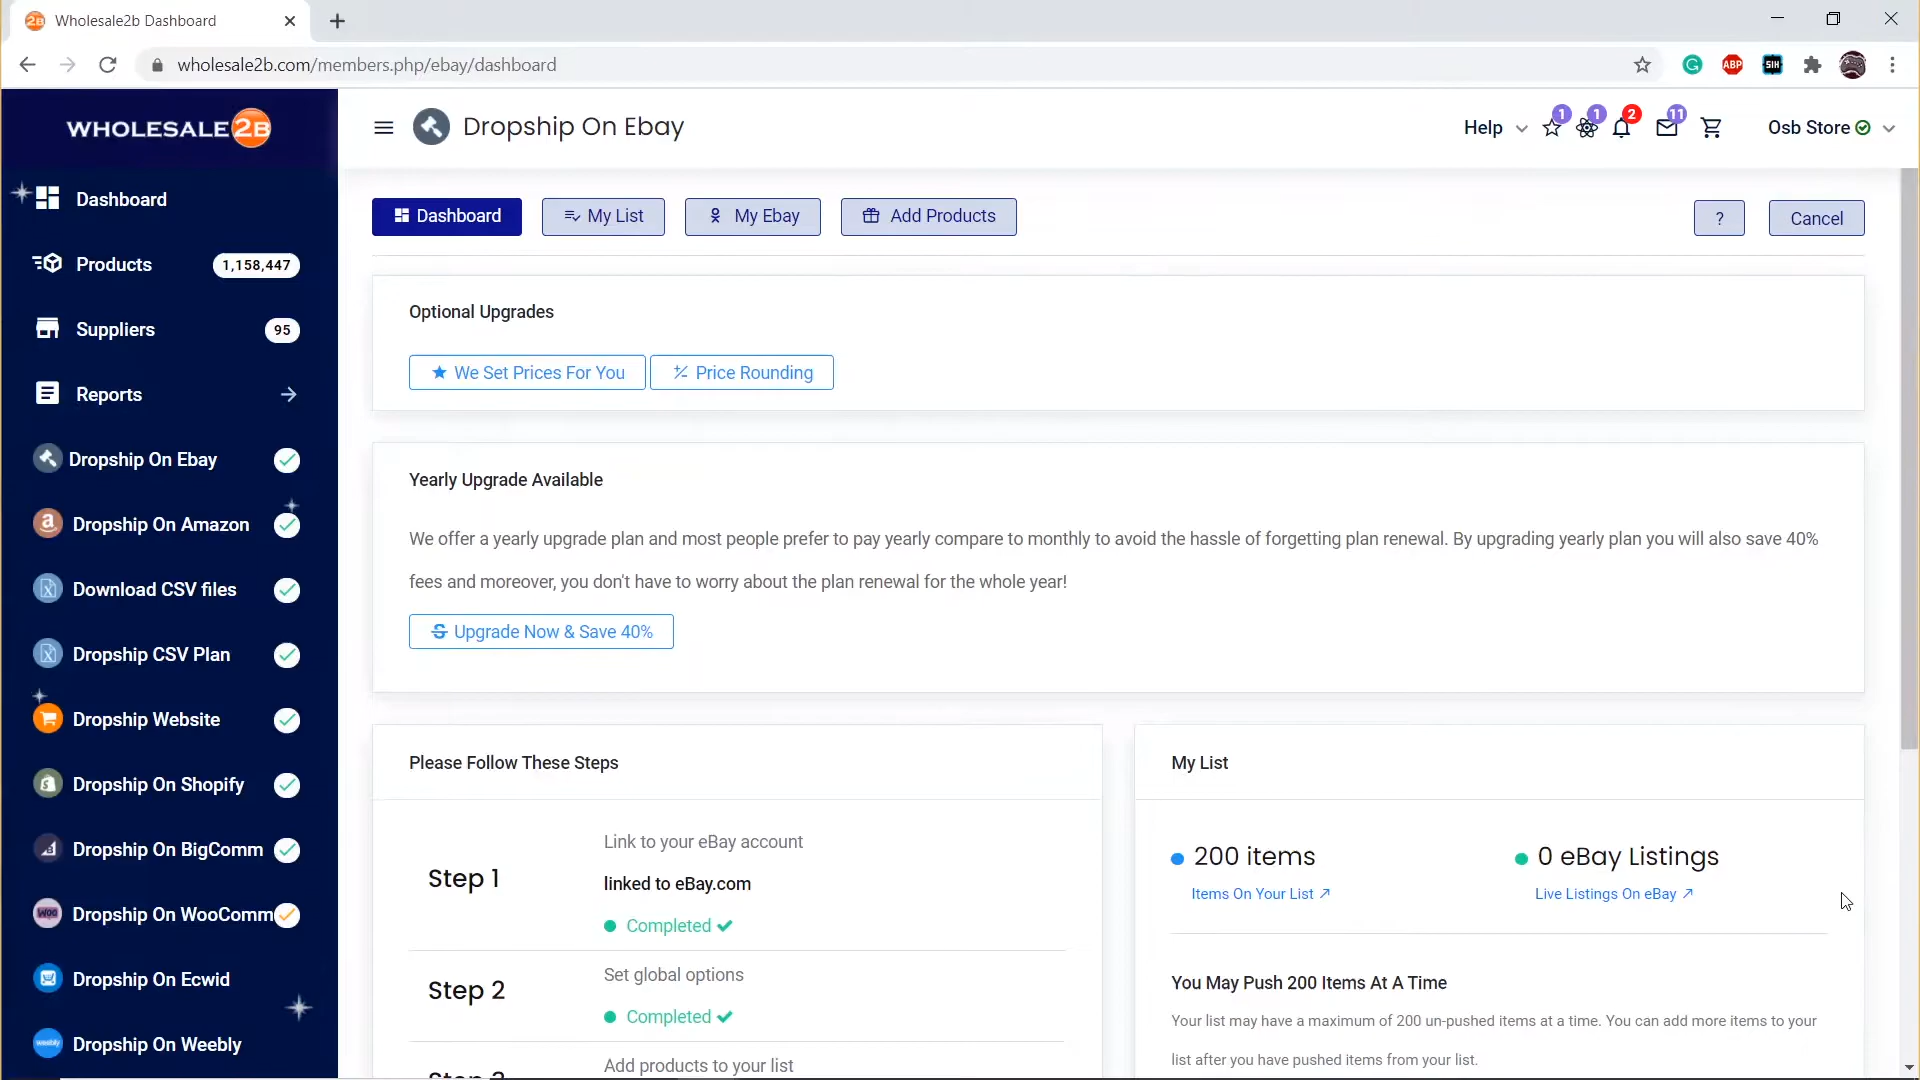 Wholesale2b Dashboard
wholesale2b.com/members.php/ebay/dashboard
ABP
SIH
WHOLESALE2B
Dropship On Ebay
Help
1
1
2
11
Osb Store
Dashboard
Products 1,158,447
Suppliers 95
Reports
Dropship On Ebay
Dropship On Amazon
Download CSV files
Dropship CSV Plan
Dropship Website
Dropship On Shopify
Dropship On BigComm
Dropship On WooComm
Dropship On Ecwid
Dropship On Weebly
Dashboard
My List
My Ebay
Add Products
?
Cancel
Optional Upgrades
We Set Prices For You
Price Rounding
Yearly Upgrade Available
We offer a yearly upgrade plan and most people prefer to pay yearly compare to monthly to avoid the hassle of forgetting plan renewal. By upgrading yearly plan you will also save 40%
fees and moreover, you don't have to worry about the plan renewal for the whole year!
Upgrade Now & Save 40%
Please Follow These Steps
Step 1
Link to your eBay account
linked to eBay.com
Completed
Step 2
Set global options
Completed
Step 3
Add products to your list
My List
200 items
Items On Your List
0 eBay Listings
Live Listings On eBay
You May Push 200 Items At A Time
Your list may have a maximum of 200 un-pushed items at a time. You can add more items to your
list after you have pushed items from your list.